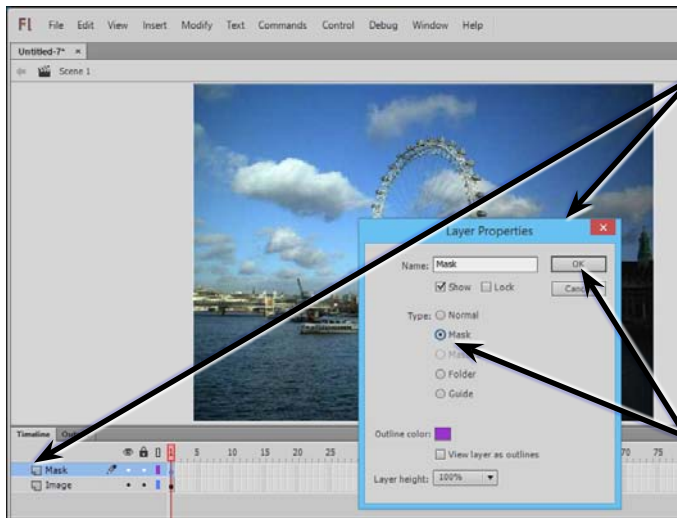 Fl File Edit View Insert Modify Text Commands Control Debug Window Help
Untitled-7* ×
Scene 1
Layer Properties
Name: Mask OK
Show Lock
Type: Normal
Mask
Folder
Guide
Outline color:
View layer as outlines
Layer height: 100%
Timeline
1 5 10 15 20 25 70 75
Mask
Image